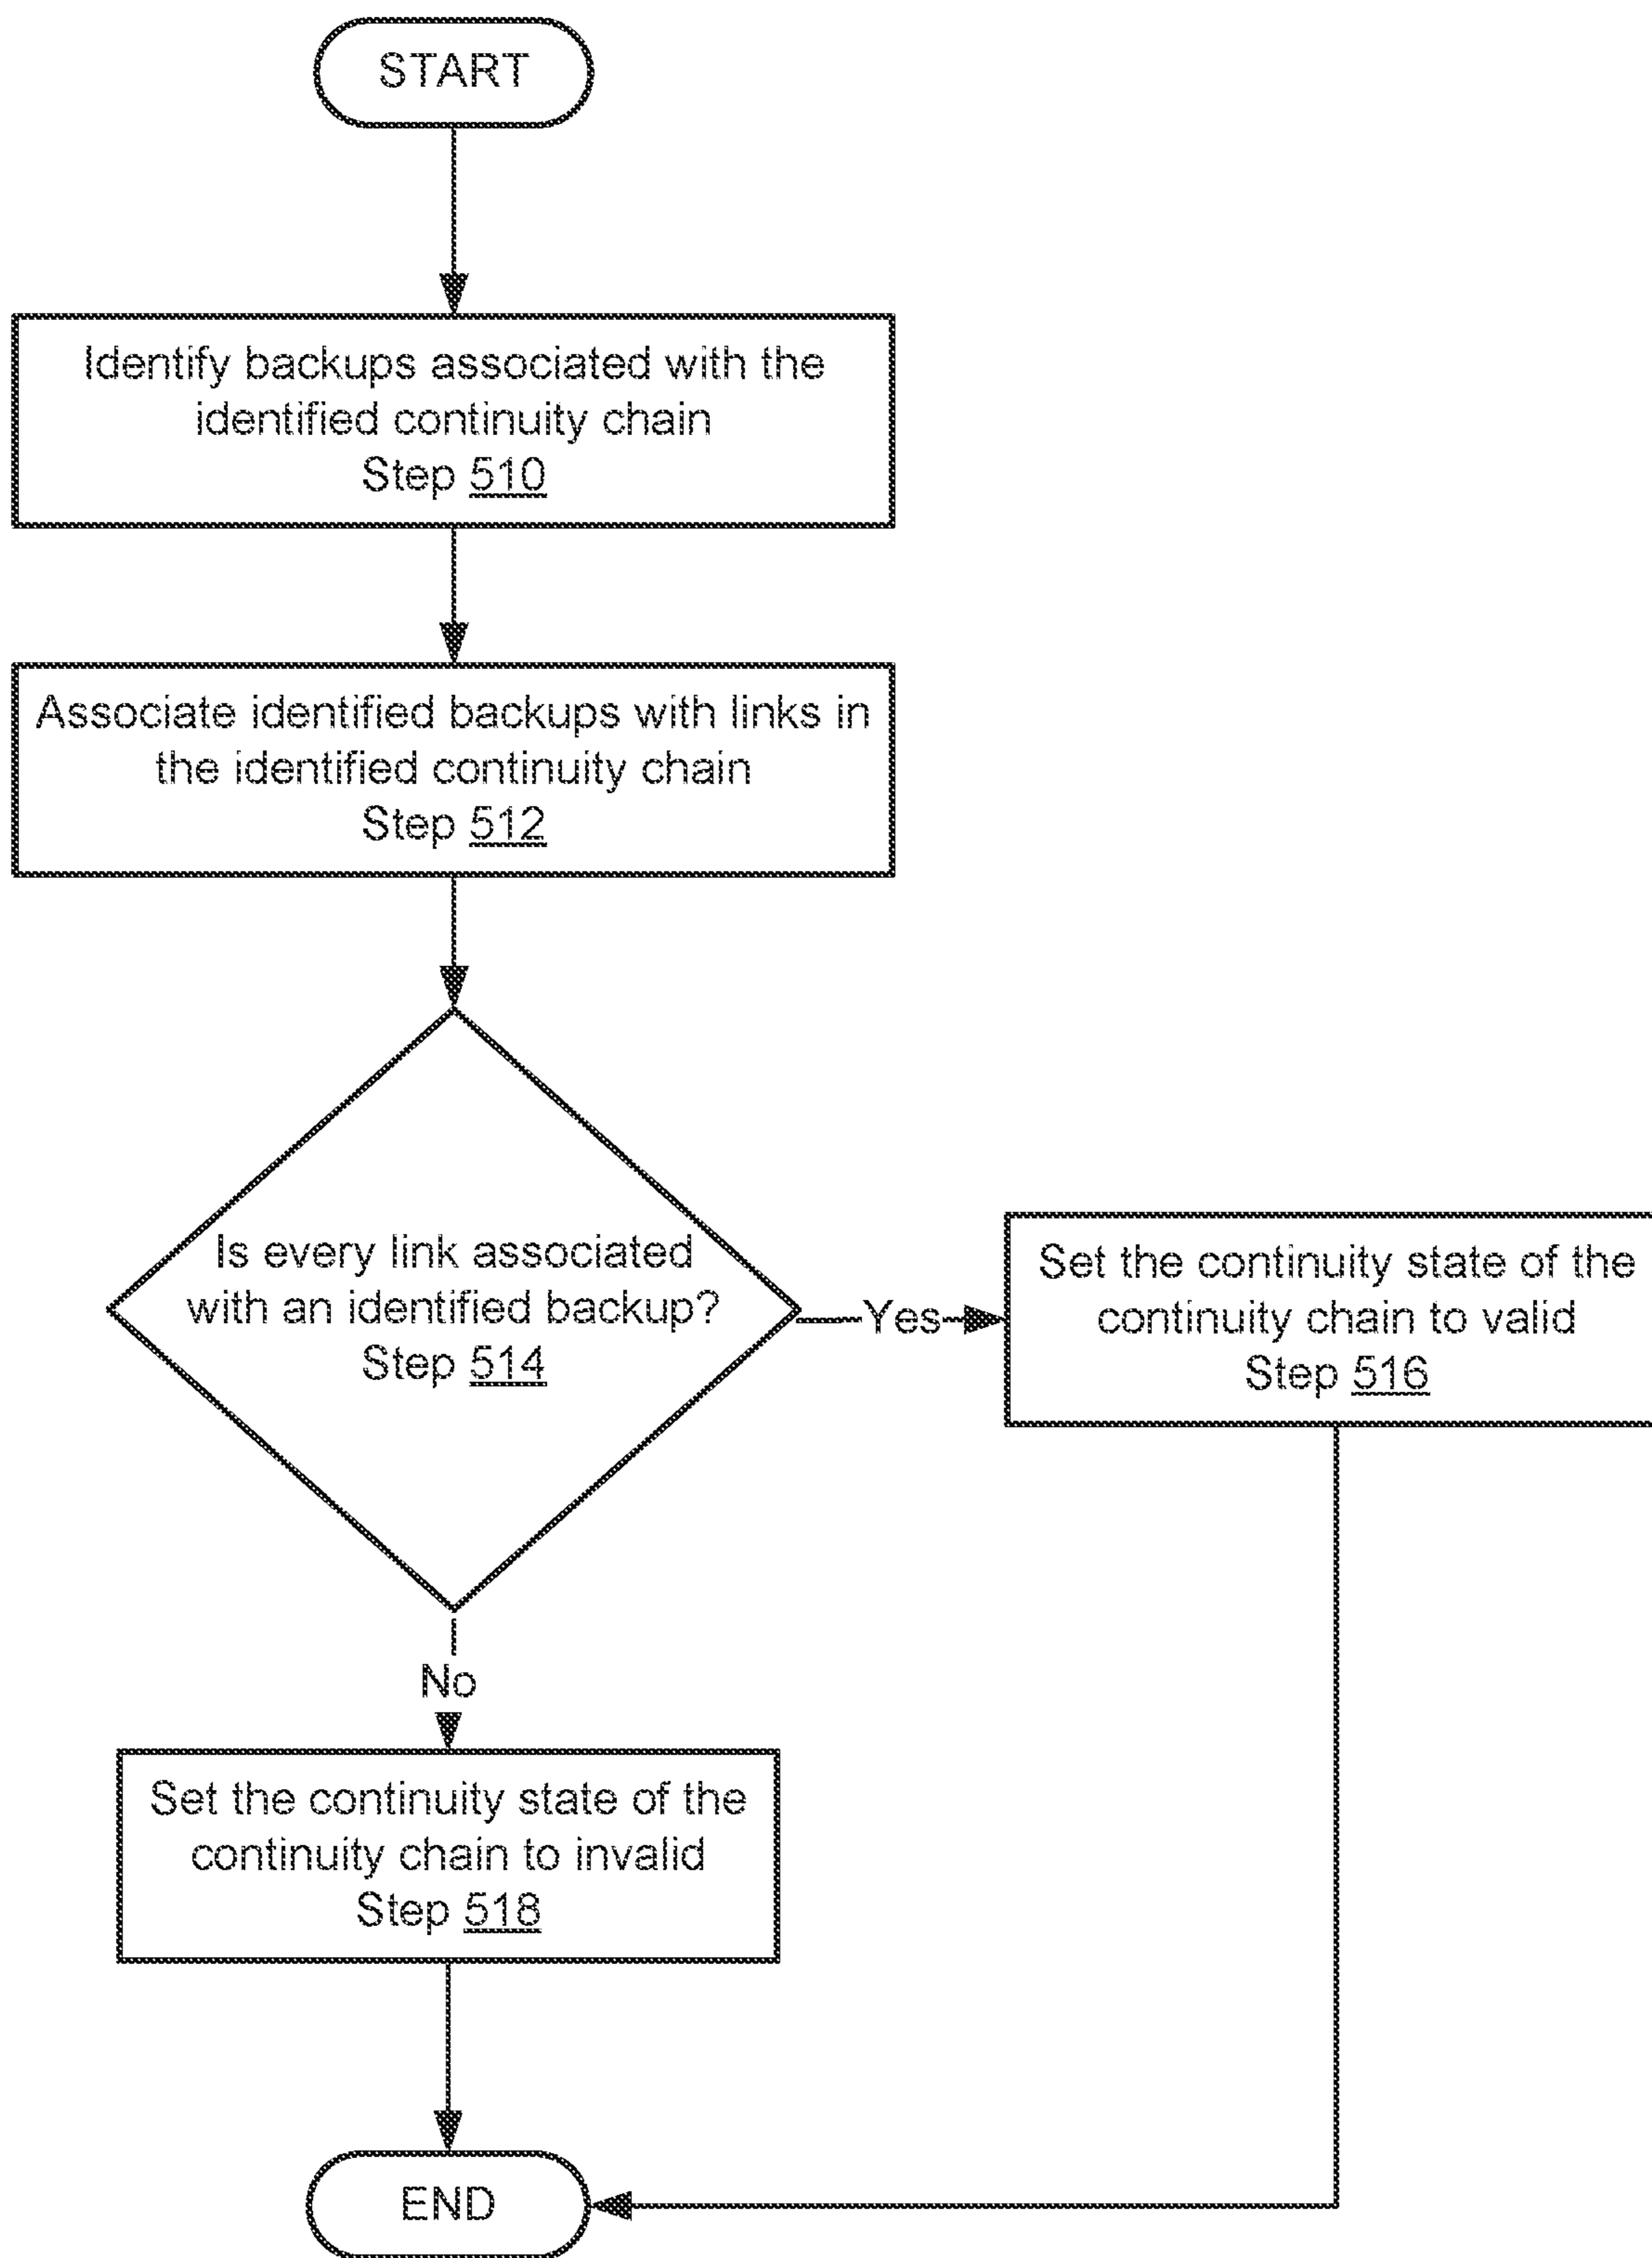 START
Identify backups associated with the
identified continuity chain
Step 510
Associate identified backups with links in
the identified continuity chain
Step 512
Is every link associated
with an identified backup?
Step 514
Yes
Set the continuity state of the
continuity chain to valid
Step 516
No
Set the continuity state of the
continuity chain to invalid
Step 518
END